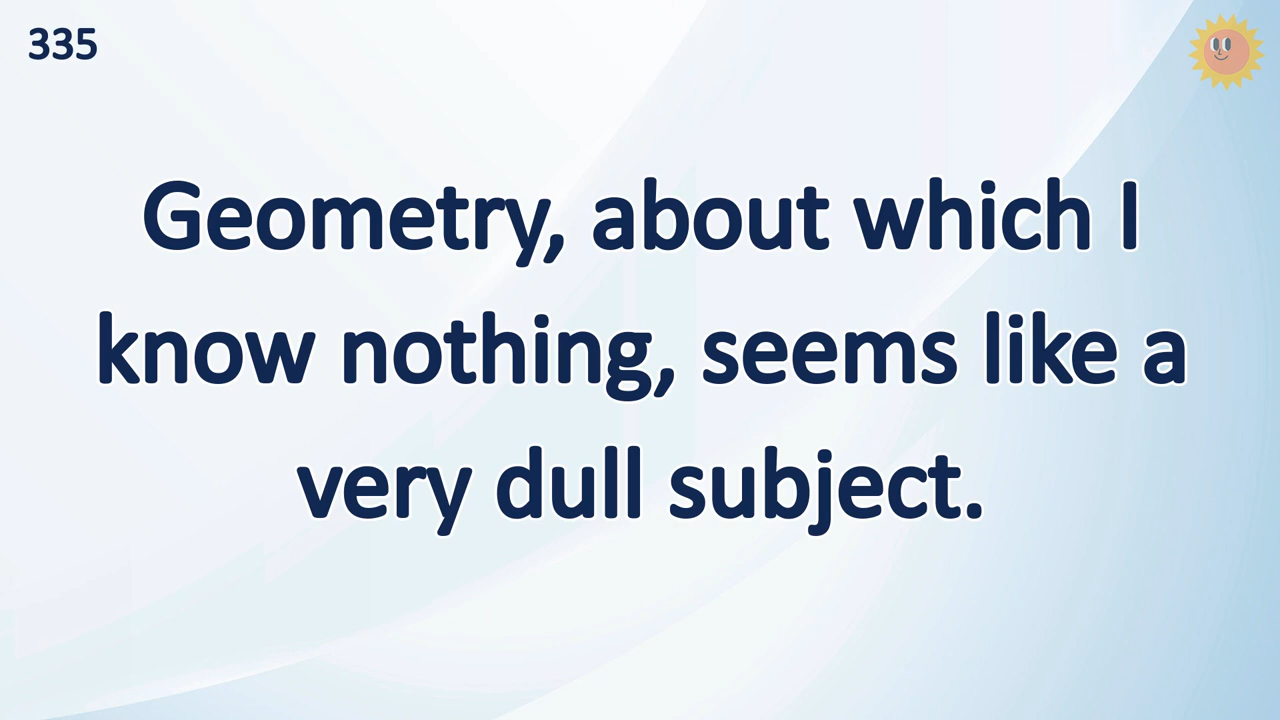 335
Geometry, about which I
know nothing, seems like a
very dull subject.